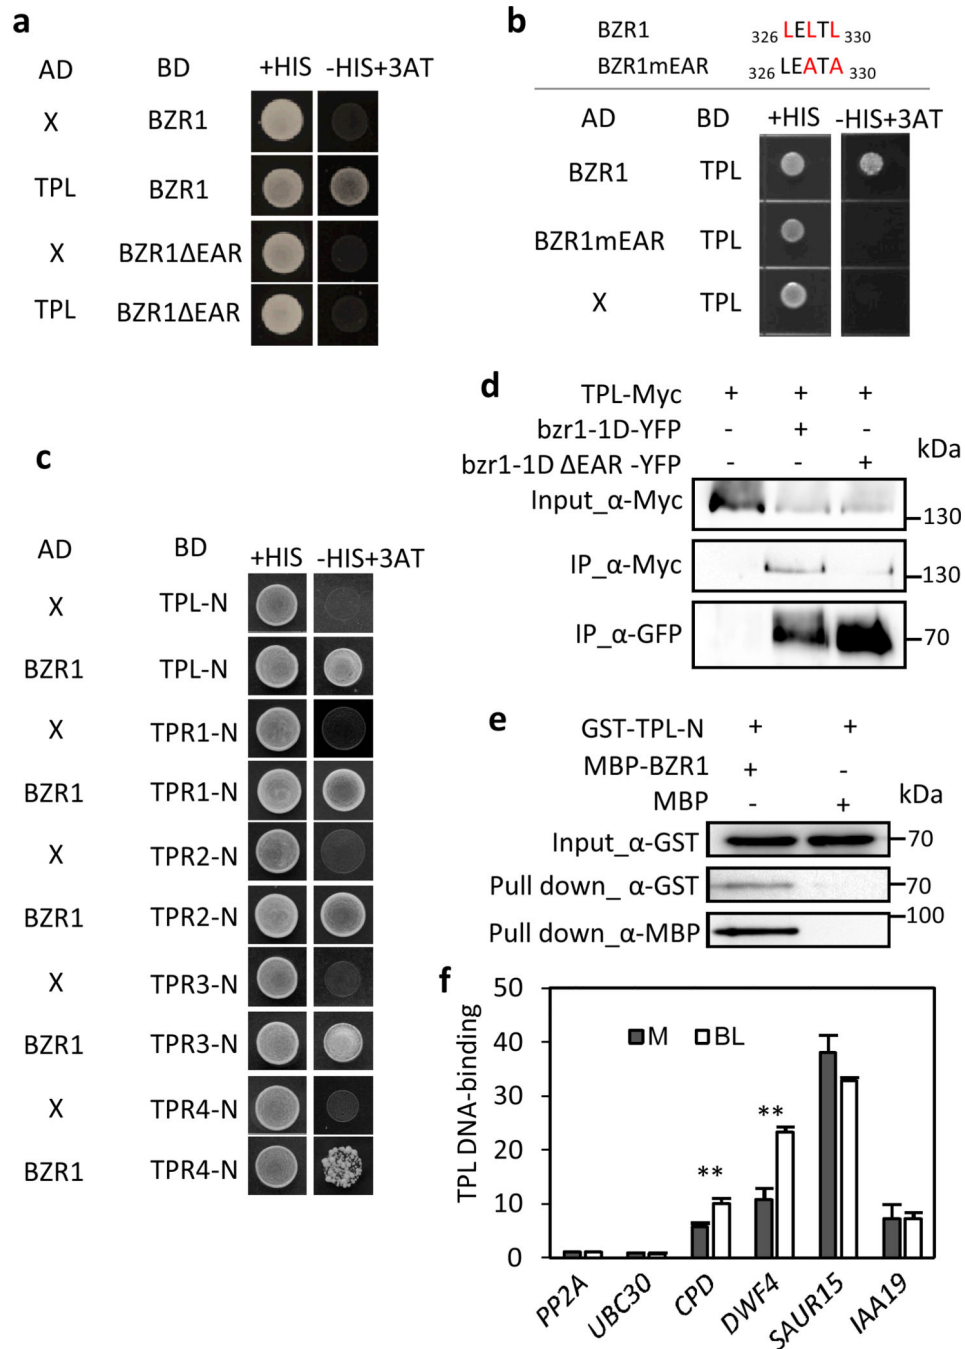 a
AD BD +HIS -HIS+3AT
X BZR1
TPL BZR1
X BZR1ΔEAR
TPL BZR1ΔEAR
b
BZR1 326 LELTL 330
BZR1mEAR 326 LEATA 330
AD BD +HIS -HIS+3AT
BZR1 TPL
BZR1mEAR TPL
X TPL
c
AD BD +HIS -HIS+3AT
X TPL-N
BZR1 TPL-N
X TPR1-N
BZR1 TPR1-N
X TPR2-N
BZR1 TPR2-N
X TPR3-N
BZR1 TPR3-N
X TPR4-N
BZR1 TPR4-N
d
TPL-Myc + + +
bzr1-1D-YFP - + -
bzr1-1D ΔEAR -YFP - - +
kDa
Input_α-Myc 130
IP_α-Myc 130
IP_α-GFP 70
e
GST-TPL-N + +
MBP-BZR1 + -
MBP - +
kDa
Input_α-GST 70
Pull down_ α-GST 70
100
Pull down_α-MBP
f
TPL DNA-binding
50
40
30
20
10
0
M BL
**
**
PP2A UBC30 CPD DWF4 SAUR15 IAA19